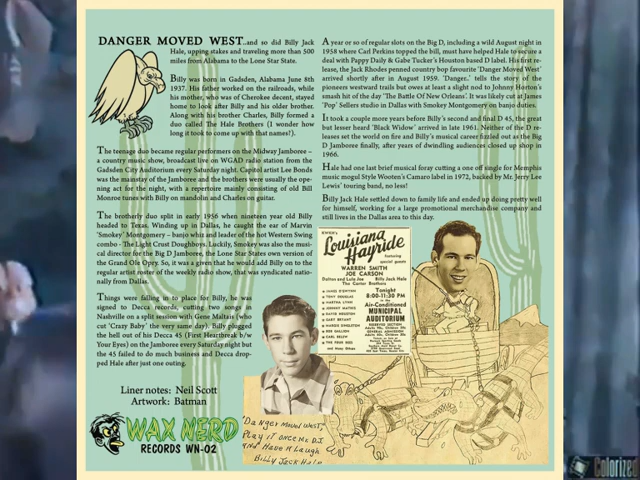 DANGER MOVED WEST...and so did Billy Jack
Hale, upping stakes and traveling more than 500
miles from Alabama to the Lone Star State.
Billy was born in Gadsden, Alabama June 8th
1937. His father worked on the railroads, while
his mother, who was of Cherokee decent, stayed
home to look after Billy and his older brother.
Along with his brother Charles, Billy formed a
duo called The Hale Brothers (I wonder how
long it took to come up with that names?).
The teenage duo became regular performers on the Midway Jamboree –
a country music show, broadcast live on WGAD radio station from the
Gadsden City Auditorium every Saturday night. Capitol artist Lee Bonds
was the mainstay of the Jamboree and the brothers were usually the ope-
ning act for the night, with a repertoire mainly consisting of old Bill
Monroe tunes with Billy on mandolin and Charles on guitar.
The brotherly duo split in early 1956 when nineteen year old Billy
headed to Texas. Winding up in Dallas, he caught the ear of Marvin
'Smokey' Montgomery – banjo whiz and leader of the hot Western Swing
combo - The Light Crust Doughboys. Luckily, Smokey was also the musi-
cal director for the Big D Jamboree, the Lone Star States own version of
the Grand Ole Opry. So, it was a given that he would add Billy on to the
regular artist roster of the weekly radio show, that was syndicated natio-
nally from Dallas.
Things were falling in to place for Billy, he was
signed to Decca records, cutting two songs in
Nashville on a split session with Gene Maltais (who
cut 'Crazy Baby' the very same day). Billy plugged
the hell out of his Decca 45 (First Heartbreak b/w
Your Eyes) on the Jamboree every Saturday night but
the 45 failed to do much business and Decca drop-
ped Hale after just one outing.
Liner notes: Neil Scott
Artwork: Batman
WAX NERD
RECORDS WN-02
A year or so of regular slots on the Big D, including a wild August night in
1958 where Carl Perkins topped the bill, must have helped Hale to secure a
deal with Pappy Daily & Gabe Tucker's Houston based D label. His first re-
lease, the Jack Rhodes penned country bop favourite 'Danger Moved West'
arrived shortly after in August 1959. 'Danger..' tells the story of the
pioneers westward trails but owes at least a slight nod to Johnny Horton's
smash hit of the day 'The Battle Of New Orleans'. It was likely cut at James
'Pop' Sellers studio in Dallas with Smokey Montgomery on banjo duties.
It took a couple more years before Billy's second and final D 45, the great
but lesser heard 'Black Widow' arrived in late 1961. Neither of the D re-
leases set the world on fire and Billy's musical career fizzled out as the Big
D Jamboree finally, after years of dwindling audiences closed up shop in
1966.
Hale had one last brief musical foray cutting a one off single for Memphis
music mogul Style Wooten's Camaro label in 1972, backed by Mr. Jerry Lee
Lewis' touring band, no less!
Billy Jack Hale settled down to family life and ended up doing pretty well
for himself, working for a large promotional merchandise company and
still lives in the Dallas area to this day.
Louisiana
Hayride
featuring
special guests
WARREN SMITH
JOE CARSON
Billy Jack Hale
The Carter Brothers
Tonight
8:00-11:30 PM
Air-Conditioned
MUNICIPAL
AUDITORIUM
"Danger Moved West,
Play it once Mr. DJ
And Have A Laugh
Billy Jack Hale
Colorized